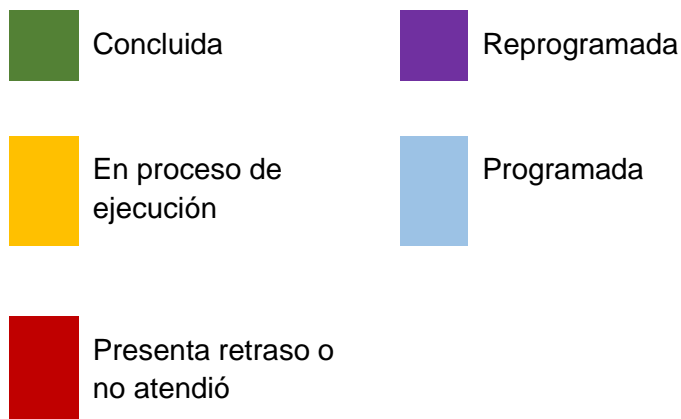 Concluida
Reprogramada
En proceso de
ejecución
Programada
Presenta retraso o
no atendió